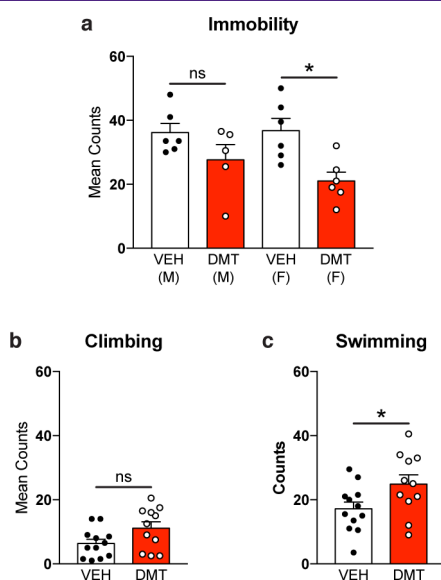 a Immobility
60
40
20
0
Mean Counts
ns
*
VEH DMT VEH DMT
(M) (M) (F) (F)
b Climbing
60
40
20
0
Mean Counts
ns
VEH DMT
c Swimming
60
40
20
0
Counts
*
VEH DMT